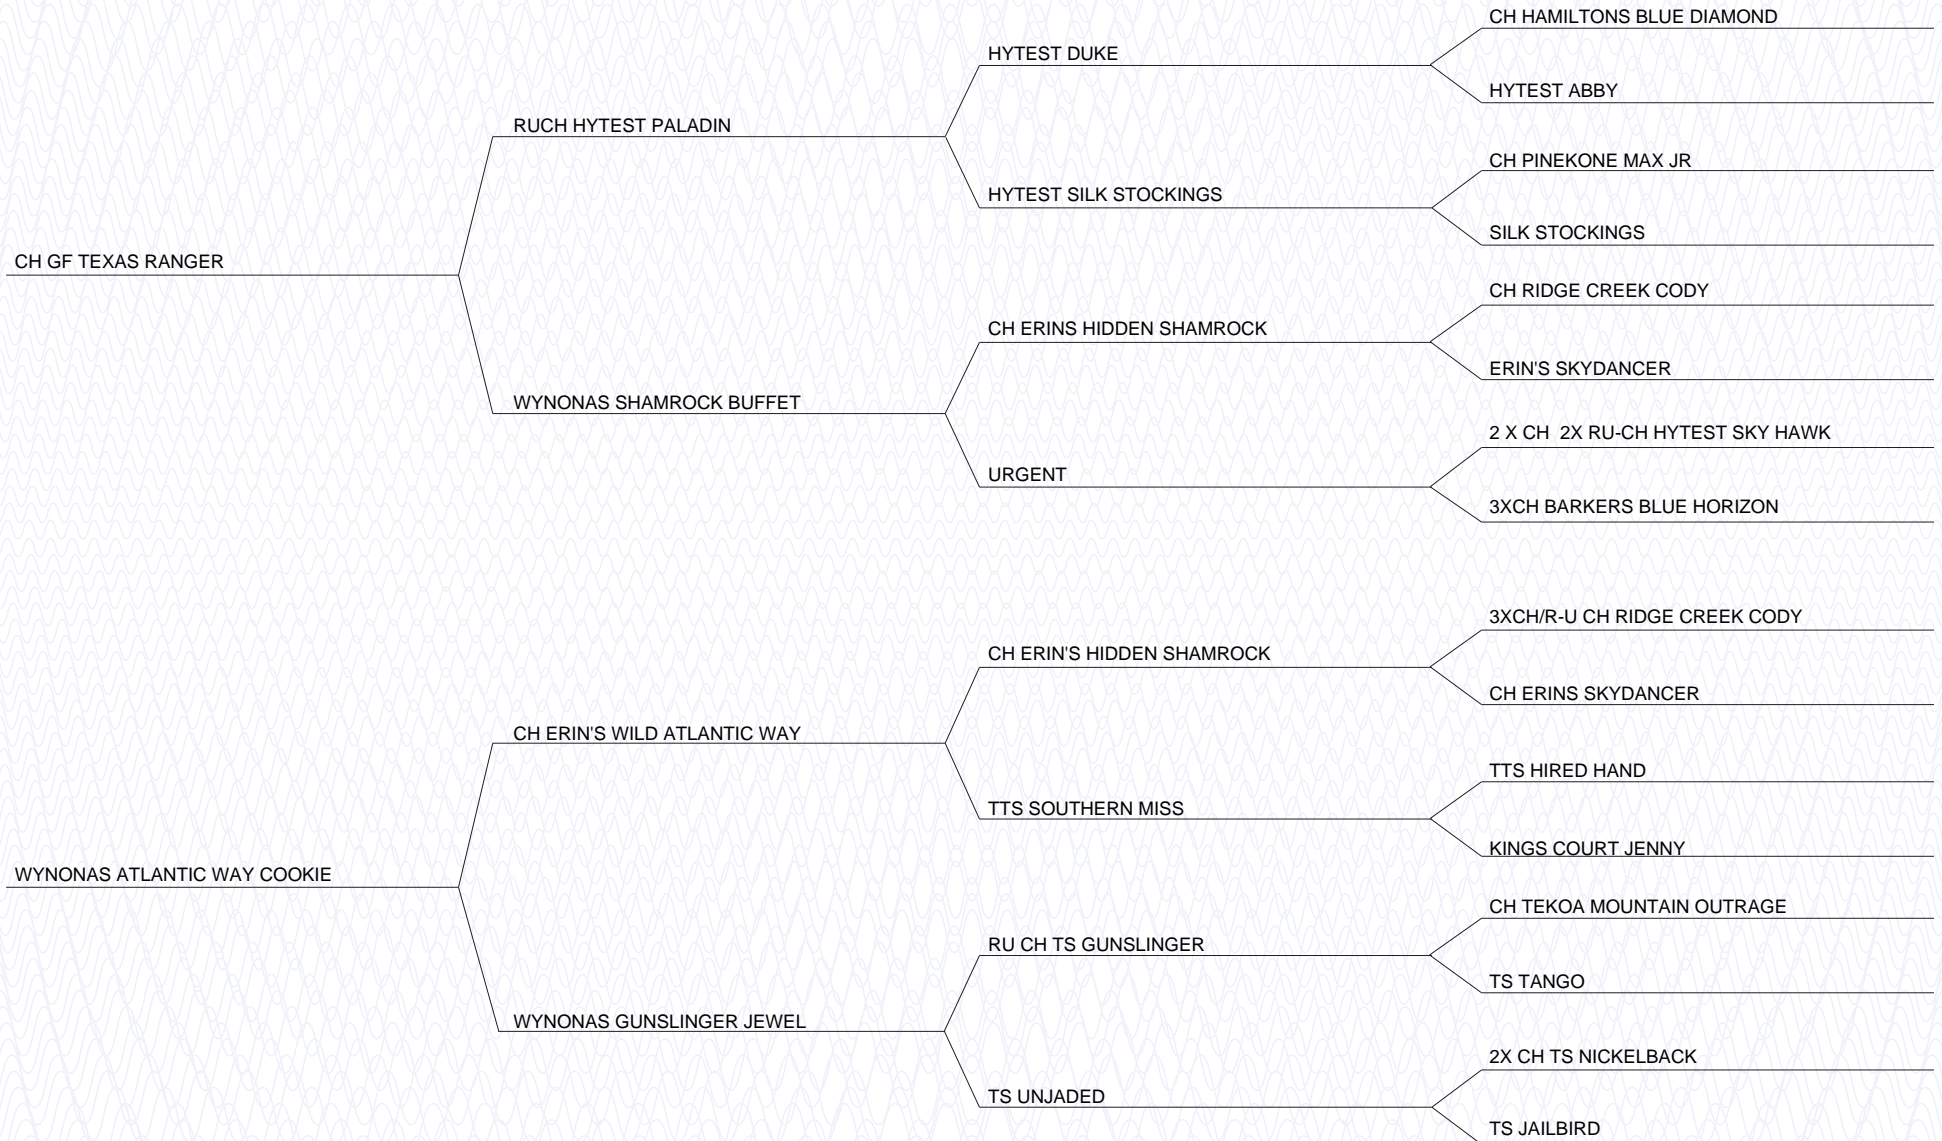 CH HAMILTONS BLUE DIAMOND
HYTEST DUKE
HYTEST ABBY
RUCH HYTEST PALADIN
CH PINEKONE MAX JR
HYTEST SILK STOCKINGS
SILK STOCKINGS
CH GF TEXAS RANGER
CH RIDGE CREEK CODY
CH ERINS HIDDEN SHAMROCK
ERIN'S SKYDANCER
WYNONAS SHAMROCK BUFFET
2 X CH  2X RU-CH HYTEST SKY HAWK
URGENT
3XCH BARKERS BLUE HORIZON
3XCH/R-U CH RIDGE CREEK CODY
CH ERIN'S HIDDEN SHAMROCK
CH ERINS SKYDANCER
CH ERIN'S WILD ATLANTIC WAY
TTS HIRED HAND
TTS SOUTHERN MISS
KINGS COURT JENNY
WYNONAS ATLANTIC WAY COOKIE
CH TEKOA MOUNTAIN OUTRAGE
RU CH TS GUNSLINGER
TS TANGO
WYNONAS GUNSLINGER JEWEL
2X CH TS NICKELBACK
TS UNJADED
TS JAILBIRD